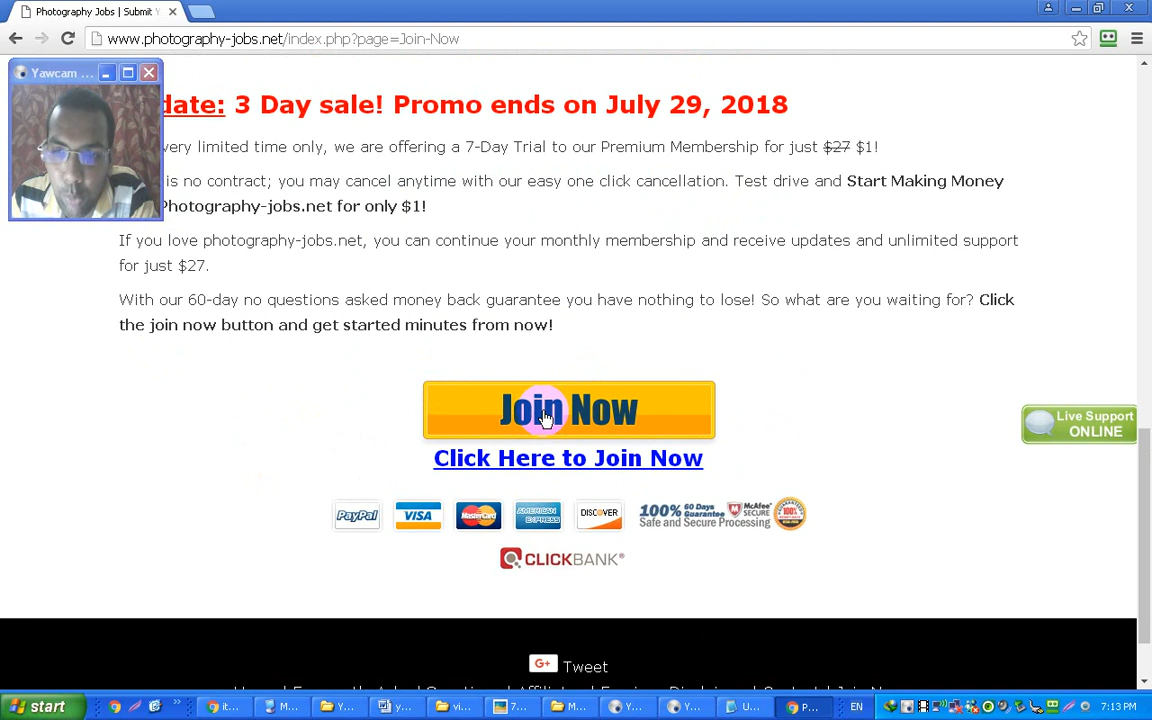 Photography Jobs | Submit Y
www.photography-jobs.net/index.php?page=Join-Now
Yawcam ...
date: 3 Day sale! Promo ends on July 29, 2018
very limited time only, we are offering a 7-Day Trial to our Premium Membership for just $27 $1!
is no contract; you may cancel anytime with our easy one click cancellation. Test drive and Start Making Money
Photography-jobs.net for only $1!
If you love photography-jobs.net, you can continue your monthly membership and receive updates and unlimited support
for just $27.
With our 60-day no questions asked money back guarantee you have nothing to lose! So what are you waiting for? Click
the join now button and get started minutes from now!
Join Now
Live Support
ONLINE
Click Here to Join Now
PayPal VISA MasterCard AMERICAN EXPRESS DISCOVER 100% 60 Days Guarantee McAfee SECURE
Safe and Secure Processing
CLICKBANK®
G+ Tweet
start it... M... Y... y... vi... 7... M... Y... Y... U... P... EN 7:13 PM